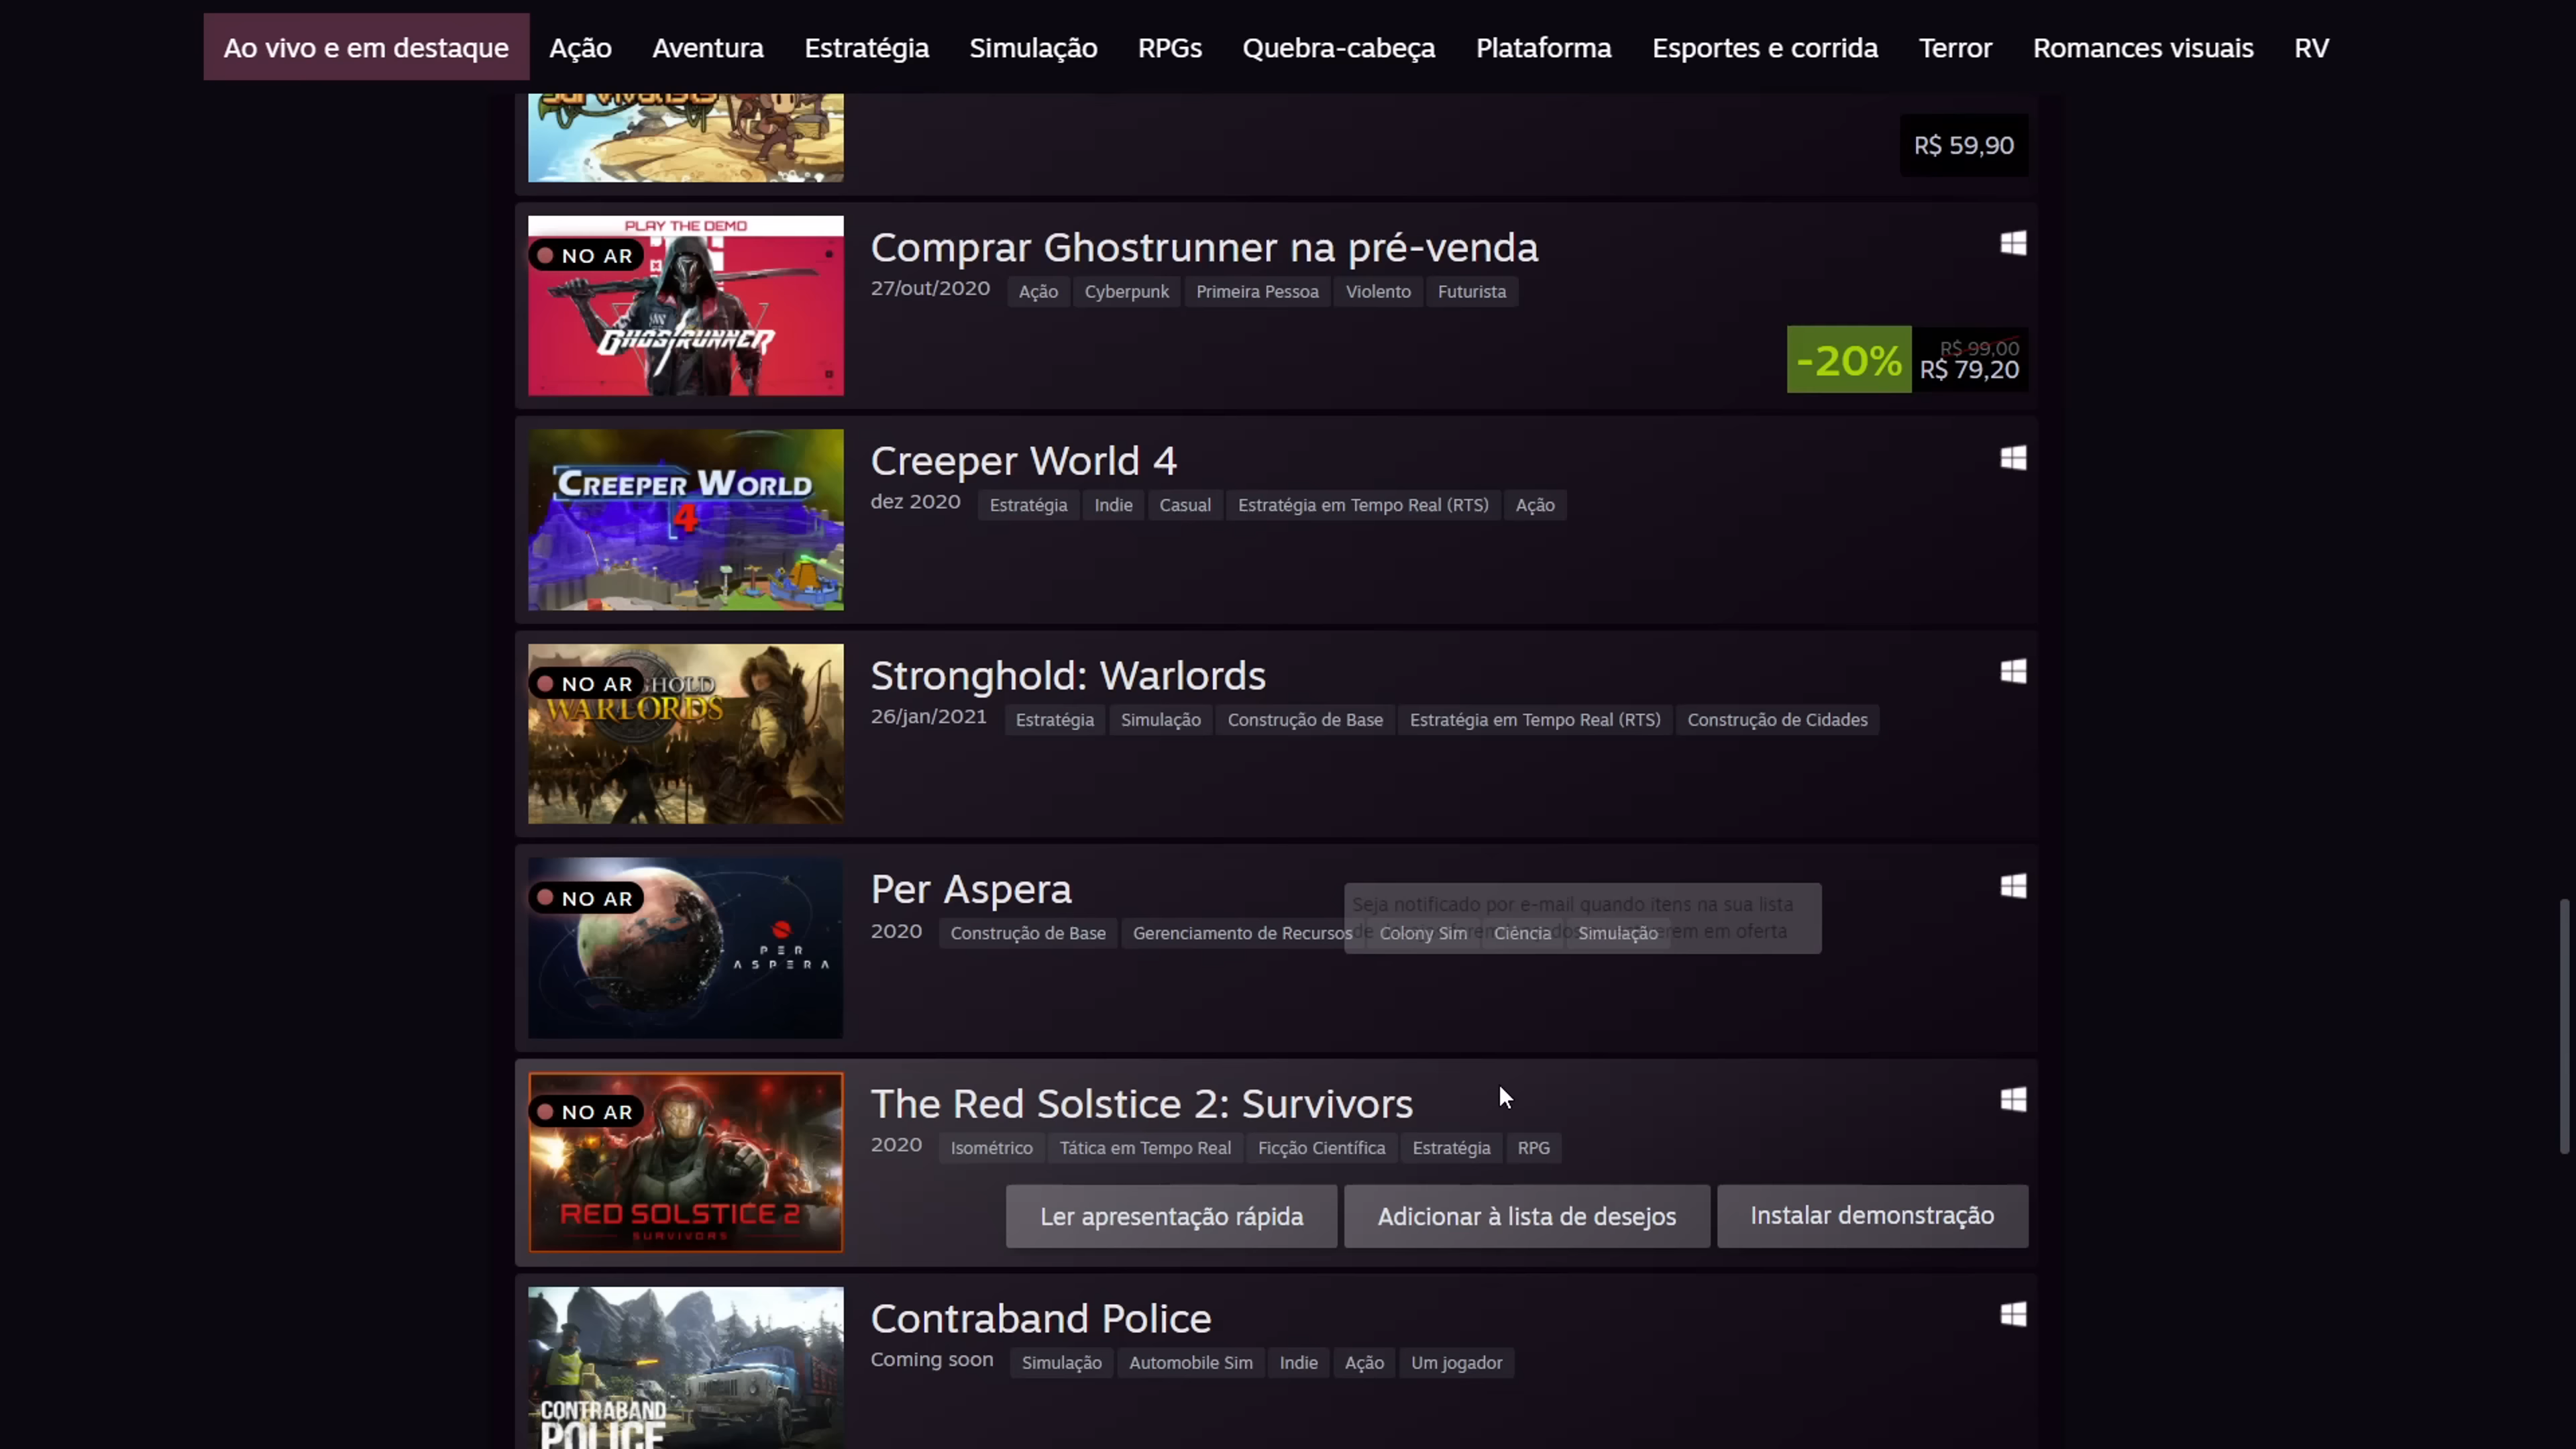 Ao vivo e em destaque Ação Aventura Estratégia Simulação RPGs Quebra-cabeça Plataforma Esportes e corrida Terror Romances visuais RV
R$ 59,90
PLAY THE DEMO
NO AR
GHOSTRUNNER
Comprar Ghostrunner na pré-venda
27/out/2020 Ação Cyberpunk Primeira Pessoa Violento Futurista
-20%
R$ 99,00
R$ 79,20
CREEPER WORLD
4
Creeper World 4
dez 2020 Estratégia Indie Casual Estratégia em Tempo Real (RTS) Ação
NO AR
WARLORDS
Stronghold: Warlords
26/jan/2021 Estratégia Simulação Construção de Base Estratégia em Tempo Real (RTS) Construção de Cidades
NO AR
PER
ASPERA
Per Aspera
Seja notificado por e-mail quando itens na sua lista
2020 Construção de Base Gerenciamento de Recursos Colony Sim Ciência Simulação
em oferta
NO AR
RED SOLSTICE 2
SURVIVORS
The Red Solstice 2: Survivors
2020 Isométrico Tática em Tempo Real Ficção Científica Estratégia RPG
Ler apresentação rápida Adicionar à lista de desejos Instalar demonstração
CONTRABAND
POLICE
Contraband Police
Coming soon Simulação Automobile Sim Indie Ação Um jogador